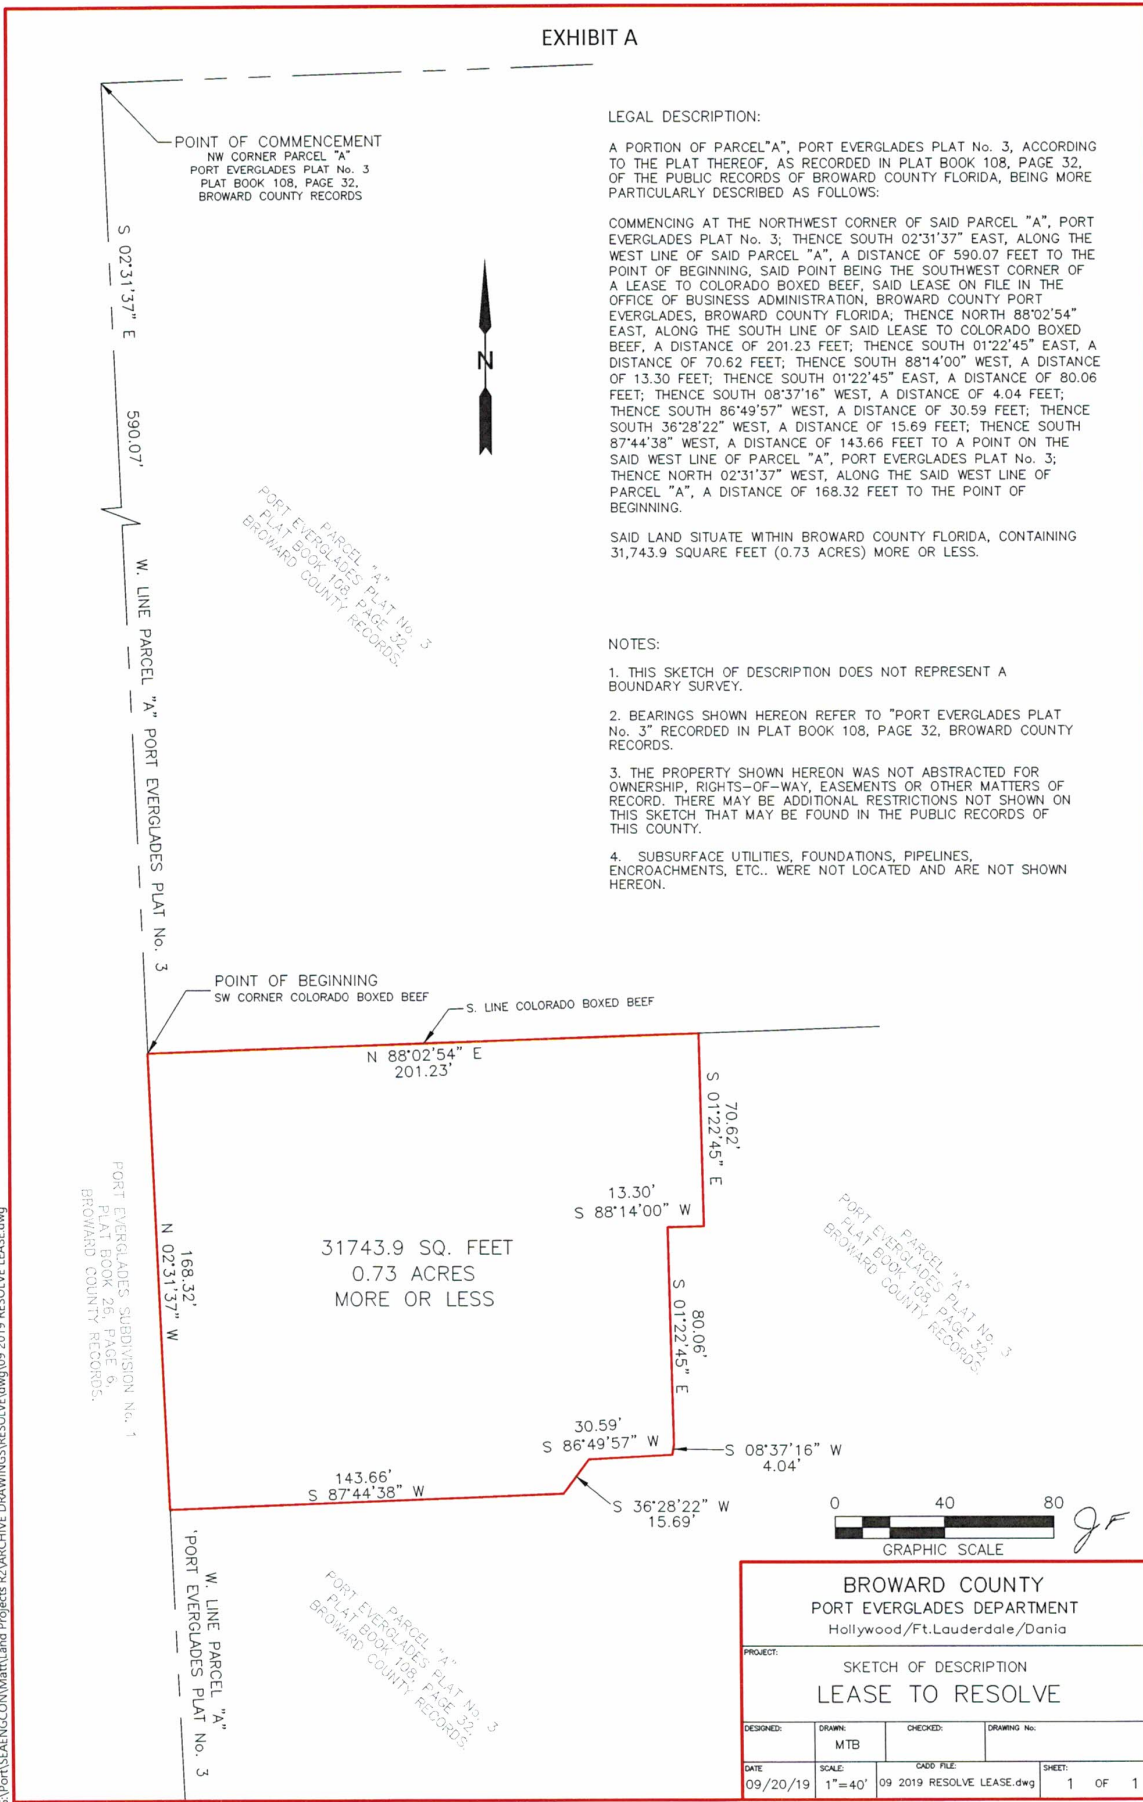 EXHIBIT A
POINT OF COMMENCEMENT
NW CORNER PARCEL "A"
PORT EVERGLADES PLAT No. 3
PLAT BOOK 108, PAGE 32,
BROWARD COUNTY RECORDS
S 02°31'37" E
590.07'
W. LINE PARCEL "A" PORT EVERGLADES PLAT No. 3
N
PARCEL "A"
PORT EVERGLADES PLAT No. 3
PLAT BOOK 108, PAGE 32,
BROWARD COUNTY RECORDS.
LEGAL DESCRIPTION:
A PORTION OF PARCEL"A", PORT EVERGLADES PLAT No. 3, ACCORDING
TO THE PLAT THEREOF, AS RECORDED IN PLAT BOOK 108, PAGE 32,
OF THE PUBLIC RECORDS OF BROWARD COUNTY FLORIDA, BEING MORE
PARTICULARLY DESCRIBED AS FOLLOWS:
COMMENCING AT THE NORTHWEST CORNER OF SAID PARCEL "A", PORT
EVERGLADES PLAT No. 3; THENCE SOUTH 02°31'37" EAST, ALONG THE
WEST LINE OF SAID PARCEL "A", A DISTANCE OF 590.07 FEET TO THE
POINT OF BEGINNING, SAID POINT BEING THE SOUTHWEST CORNER OF
A LEASE TO COLORADO BOXED BEEF, SAID LEASE ON FILE IN THE
OFFICE OF BUSINESS ADMINISTRATION, BROWARD COUNTY PORT
EVERGLADES, BROWARD COUNTY FLORIDA; THENCE NORTH 88°02'54"
EAST, ALONG THE SOUTH LINE OF SAID LEASE TO COLORADO BOXED
BEEF, A DISTANCE OF 201.23 FEET; THENCE SOUTH 01°22'45" EAST, A
DISTANCE OF 70.62 FEET; THENCE SOUTH 88°14'00" WEST, A DISTANCE
OF 13.30 FEET; THENCE SOUTH 01°22'45" EAST, A DISTANCE OF 80.06
FEET; THENCE SOUTH 08°37'16" WEST, A DISTANCE OF 4.04 FEET;
THENCE SOUTH 86°49'57" WEST, A DISTANCE OF 30.59 FEET; THENCE
SOUTH 36°28'22" WEST, A DISTANCE OF 15.69 FEET; THENCE SOUTH
87°44'38" WEST, A DISTANCE OF 143.66 FEET TO A POINT ON THE
SAID WEST LINE OF PARCEL "A", PORT EVERGLADES PLAT No. 3;
THENCE NORTH 02°31'37" WEST, ALONG THE SAID WEST LINE OF
PARCEL "A", A DISTANCE OF 168.32 FEET TO THE POINT OF
BEGINNING.
SAID LAND SITUATE WITHIN BROWARD COUNTY FLORIDA, CONTAINING
31,743.9 SQUARE FEET (0.73 ACRES) MORE OR LESS.
NOTES:
1. THIS SKETCH OF DESCRIPTION DOES NOT REPRESENT A
BOUNDARY SURVEY.
2. BEARINGS SHOWN HEREON REFER TO "PORT EVERGLADES PLAT
No. 3" RECORDED IN PLAT BOOK 108, PAGE 32, BROWARD COUNTY
RECORDS.
3. THE PROPERTY SHOWN HEREON WAS NOT ABSTRACTED FOR
OWNERSHIP, RIGHTS-OF-WAY, EASEMENTS OR OTHER MATTERS OF
RECORD. THERE MAY BE ADDITIONAL RESTRICTIONS NOT SHOWN ON
THIS SKETCH THAT MAY BE FOUND IN THE PUBLIC RECORDS OF
THIS COUNTY.
4. SUBSURFACE UTILITIES, FOUNDATIONS, PIPELINES,
ENCROACHMENTS, ETC.. WERE NOT LOCATED AND ARE NOT SHOWN
HEREON.
POINT OF BEGINNING
SW CORNER COLORADO BOXED BEEF
S. LINE COLORADO BOXED BEEF
N 88°02'54" E
201.23'
70.62'
S 01°22'45" E
13.30'
S 88°14'00" W
31743.9 SQ. FEET
0.73 ACRES
MORE OR LESS
168.32'
N 02°31'37" W
PORT EVERGLADES SUBDIVISION No. 1
PLAT BOOK 26, PAGE 6,
BROWARD COUNTY RECORDS.
80.06'
S 01°22'45" E
PARCEL "A"
PORT EVERGLADES PLAT No. 3
PLAT BOOK 108, PAGE 32,
BROWARD COUNTY RECORDS.
30.59'
S 86°49'57" W
S 08°37'16" W
4.04'
143.66'
S 87°44'38" W
S 36°28'22" W
15.69'
W. LINE PARCEL "A"
'PORT EVERGLADES PLAT No. 3
PARCEL "A"
PORT EVERGLADES PLAT No. 3
PLAT BOOK 108, PAGE 32,
BROWARD COUNTY RECORDS.
0 40 80
GRAPHIC SCALE
JF
BROWARD COUNTY
PORT EVERGLADES DEPARTMENT
Hollywood/Ft.Lauderdale/Dania
PROJECT:
SKETCH OF DESCRIPTION
LEASE TO RESOLVE
DESIGNED: DRAWN: CHECKED: DRAWING No:
MTB
DATE SCALE: CADD FILE: SHEET:
09/20/19 1"=40' 09 2019 RESOLVE LEASE.dwg 1 OF 1